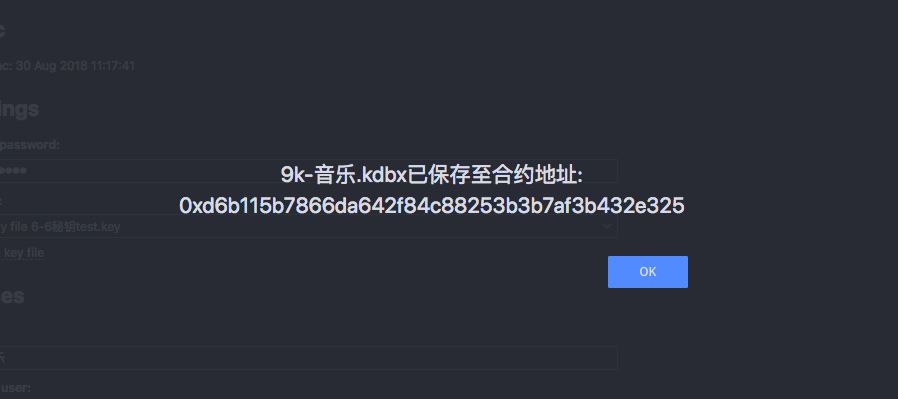 c
nc: 30 Aug 2018 11:17:41
ings
password:
9k-音乐.kdbx已保存至合约地址:
0xd6b115b7866da642f84c88253b3b7af3b432e325
y file 6-6秘钥test.key
key file
OK
es
乐
user: